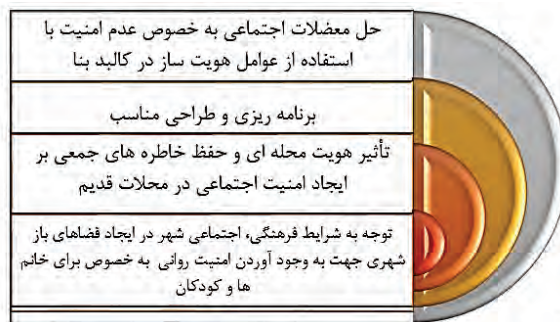 حل معضلات اجتماعی به خصوص عدم امنیت با
استفاده از عوامل هویت ساز در کالبد بنا
برنامه ریزی و طراحی مناسب
تأثیر هویت محله ای و حفظ خاطره های جمعی بر
ایجاد امنیت اجتماعی در محلات قدیم
توجه به شرایط فرهنگی، اجتماعی شهر در ایجاد فضاهای باز
شهری جهت به وجود آوردن امنیت روانی به خصوص برای خانم
ها و کودکان